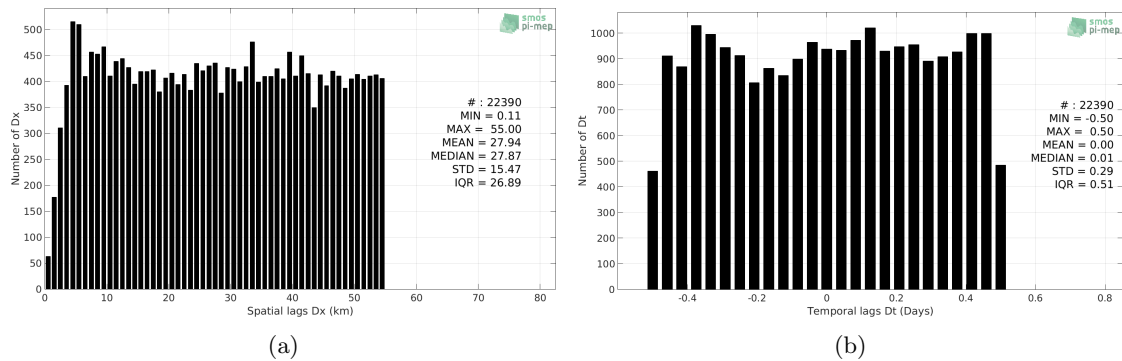 smos
pi-mep
500
450
400
350
300
250
200
150
100
50
0
Number of Dx
# : 22390
MIN = 0.11
MAX = 55.00
MEAN = 27.94
MEDIAN = 27.87
STD = 15.47
IQR = 26.89
0 10 20 30 40 50 60 70 80
Spatial lags Dx (km)
(a)
smos
pi-mep
1000
900
800
700
600
500
400
300
200
100
0
Number of Dt
# : 22390
MIN = -0.50
MAX = 0.50
MEAN = 0.00
MEDIAN = 0.01
STD = 0.29
IQR = 0.51
-0.4 -0.2 0 0.2 0.4 0.6 0.8
Temporal lags Dt (Days)
(b)